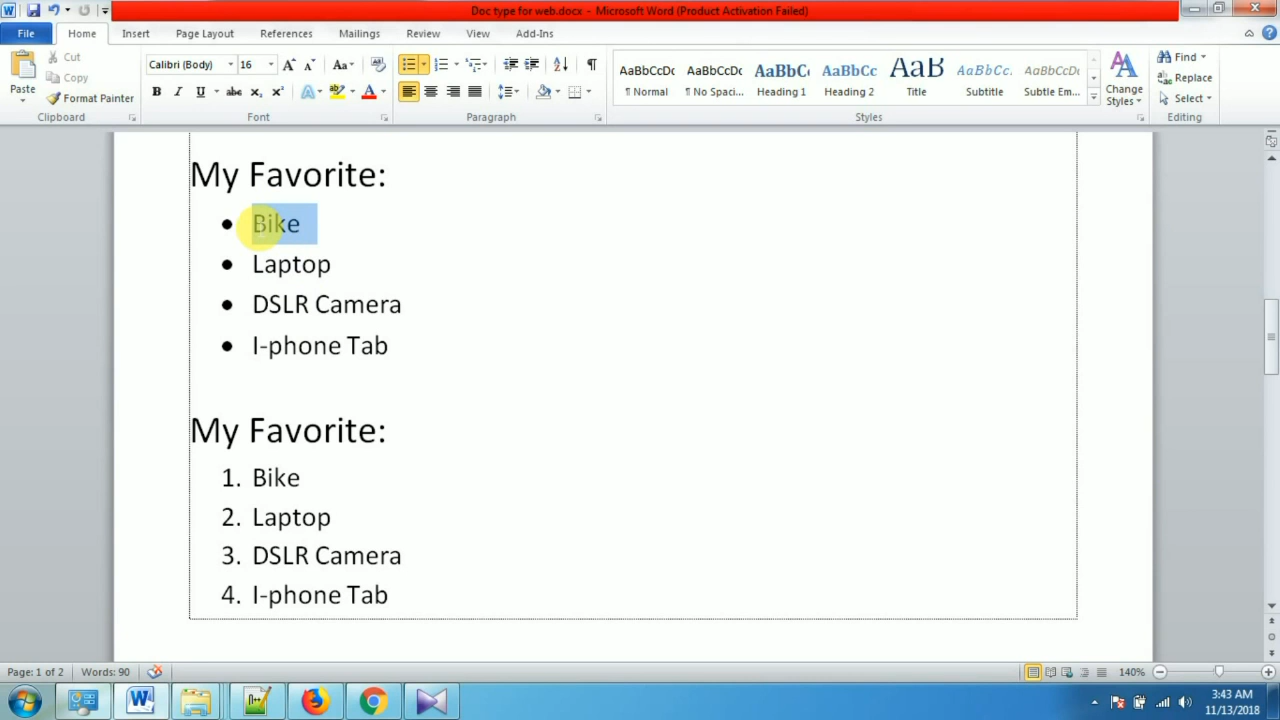 Doc type for web.docx - Microsoft Word (Product Activation Failed)
File Home Insert Page Layout References Mailings Review View Add-Ins
Paste
Cut
Copy
Format Painter
Clipboard
Calibri (Body) 16
Font
Paragraph
AaBbCcDc AaBbCcDc AaBbC AaBbCc AaB AaBbCc. AaBbCcDc
¶ Normal ¶ No Spaci... Heading 1 Heading 2 Title Subtitle Subtle Em...
Styles
Change Styles
Find
Replace
Select
Editing
My Favorite:
• Bike
• Laptop
• DSLR Camera
• I-phone Tab
My Favorite:
1. Bike
2. Laptop
3. DSLR Camera
4. I-phone Tab
Page: 1 of 2 Words: 90 140%
3:43 AM
11/13/2018